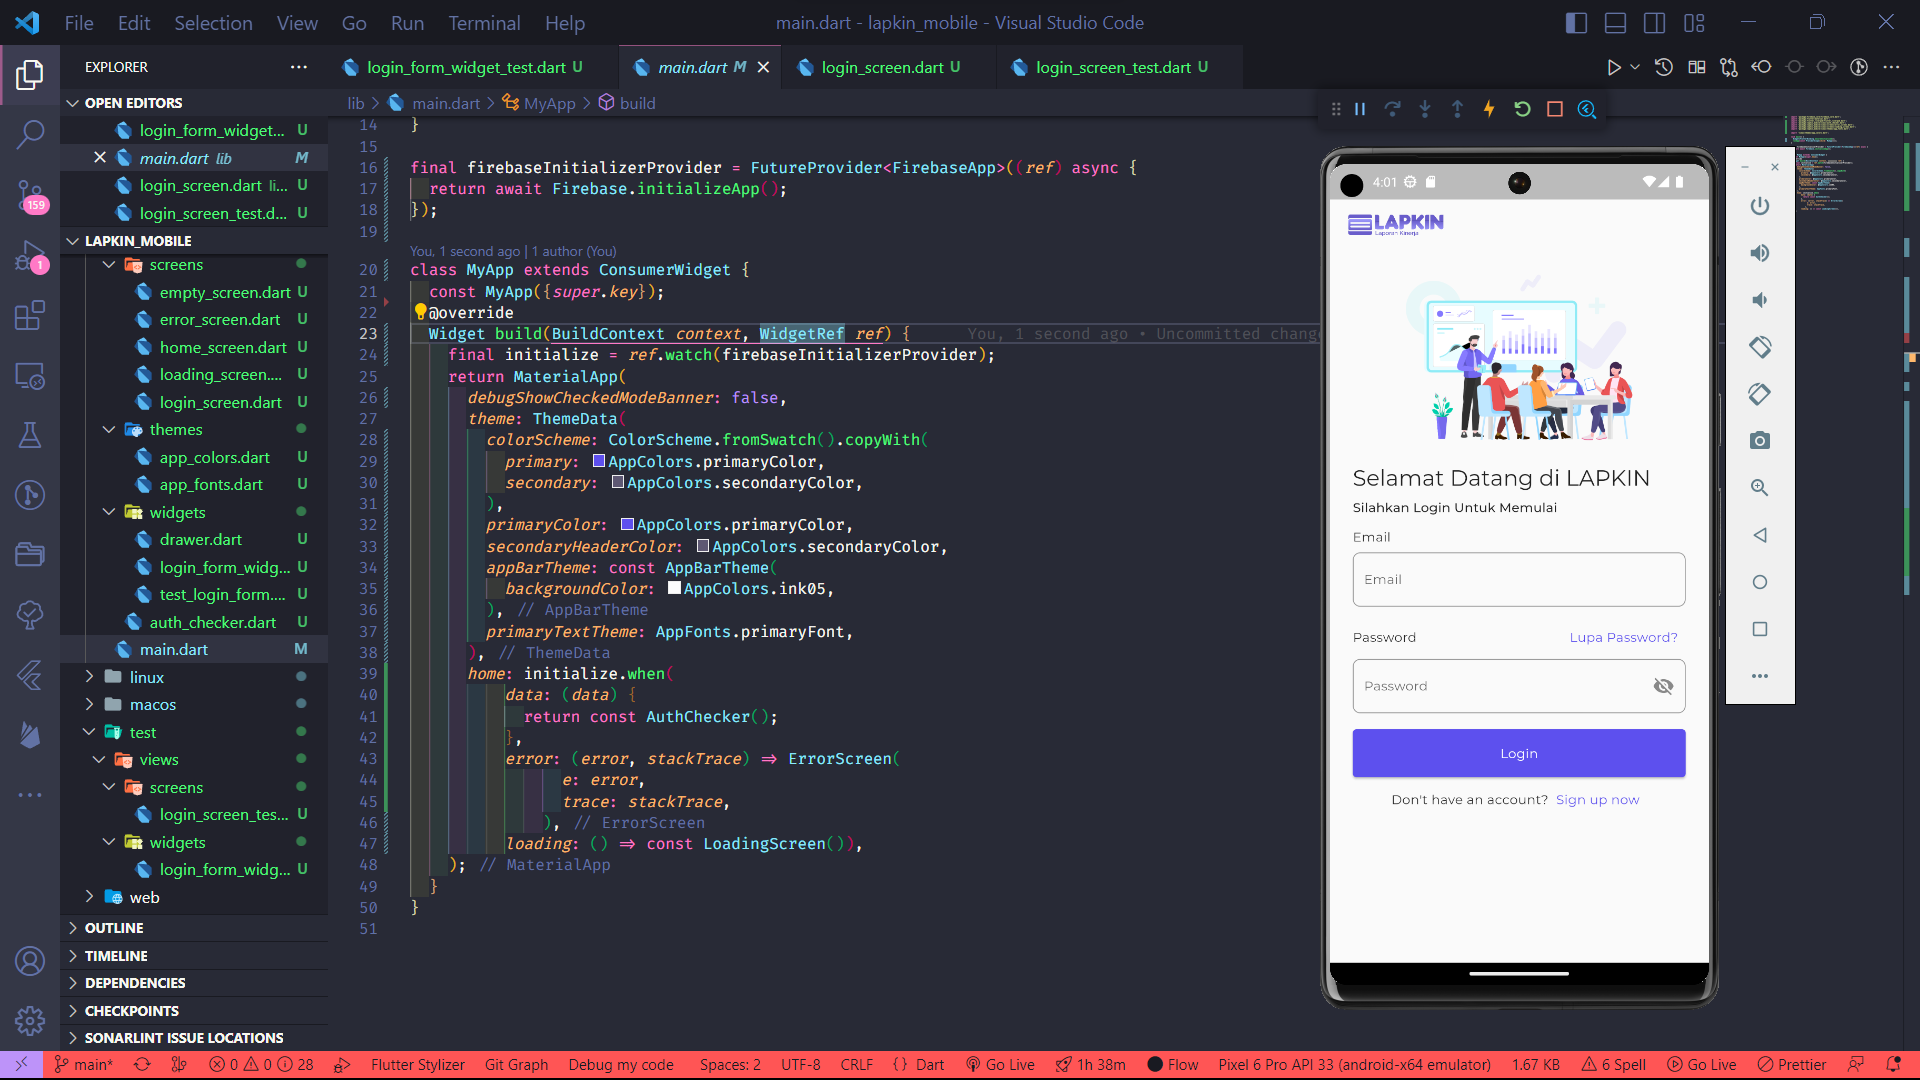 File Edit Selection View Go Run Terminal Help
main.dart - lapkin_mobile - Visual Studio Code
EXPLORER
OPEN EDITORS
login_form_widget... U
main.dart lib M
login_screen.dart li... U
login_screen_test.d... U
LAPKIN_MOBILE
screens
empty_screen.dart U
error_screen.dart U
home_screen.dart U
loading_screen.... U
login_screen.dart U
themes
app_colors.dart U
app_fonts.dart U
widgets
drawer.dart U
login_form_widg... U
test_login_form.... U
auth_checker.dart U
main.dart M
linux
macos
test
views
screens
login_screen_tes... U
widgets
login_form_widg... U
web
OUTLINE
TIMELINE
DEPENDENCIES
CHECKPOINTS
SONARLINT ISSUE LOCATIONS
159
1
login_form_widget_test.dart U
main.dart M
login_screen.dart U
login_screen_test.dart U
lib > main.dart > MyApp > build
14 }
15
16 final firebaseInitializerProvider = FutureProvider<FirebaseApp>((ref) async {
17 return await Firebase.initializeApp();
18 });
19
You, 1 second ago | 1 author (You)
20 class MyApp extends ConsumerWidget {
21 const MyApp({super.key});
22 @override
23 Widget build(BuildContext context, WidgetRef ref) { You, 1 second ago • Uncommitted change
24 final initialize = ref.watch(firebaseInitializerProvider);
25 return MaterialApp(
26 debugShowCheckedModeBanner: false,
27 theme: ThemeData(
28 colorScheme: ColorScheme.fromSwatch().copyWith(
29 primary: AppColors.primaryColor,
30 secondary: AppColors.secondaryColor,
31 ),
32 primaryColor: AppColors.primaryColor,
33 secondaryHeaderColor: AppColors.secondaryColor,
34 appBarTheme: const AppBarTheme(
35 backgroundColor: AppColors.ink05,
36 ), // AppBarTheme
37 primaryTextTheme: AppFonts.primaryFont,
38 ), // ThemeData
39 home: initialize.when(
40 data: (data) {
41 return const AuthChecker();
42 },
43 error: (error, stackTrace) => ErrorScreen(
44 e: error,
45 trace: stackTrace,
46 ), // ErrorScreen
47 loading: () => const LoadingScreen()),
48 ); // MaterialApp
49 }
50 }
51
4:01
LAPKIN
Laporan Kinerja
Selamat Datang di LAPKIN
Silahkan Login Untuk Memulai
Email
Email
Password Lupa Password?
Password
Login
Don't have an account? Sign up now
main* 0 0 28 Flutter Stylizer Git Graph Debug my code Spaces: 2 UTF-8 CRLF {} Dart Go Live 1h 38m Flow Pixel 6 Pro API 33 (android-x64 emulator) 1.67 KB 6 Spell Go Live Prettier